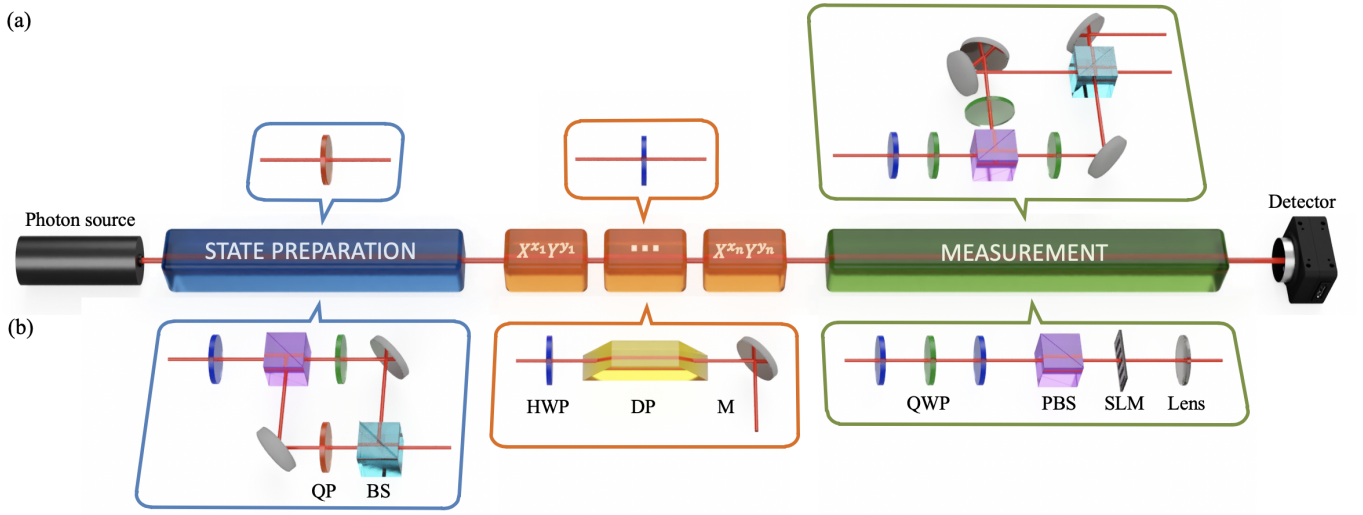 (a)
Photon source
Detector
STATE PREPARATION
X^{x_1}Y^{y_1}
...
X^{x_n}Y^{y_n}
MEASUREMENT
(b)
HWP
DP
M
QWP
PBS
SLM
Lens
QP
BS